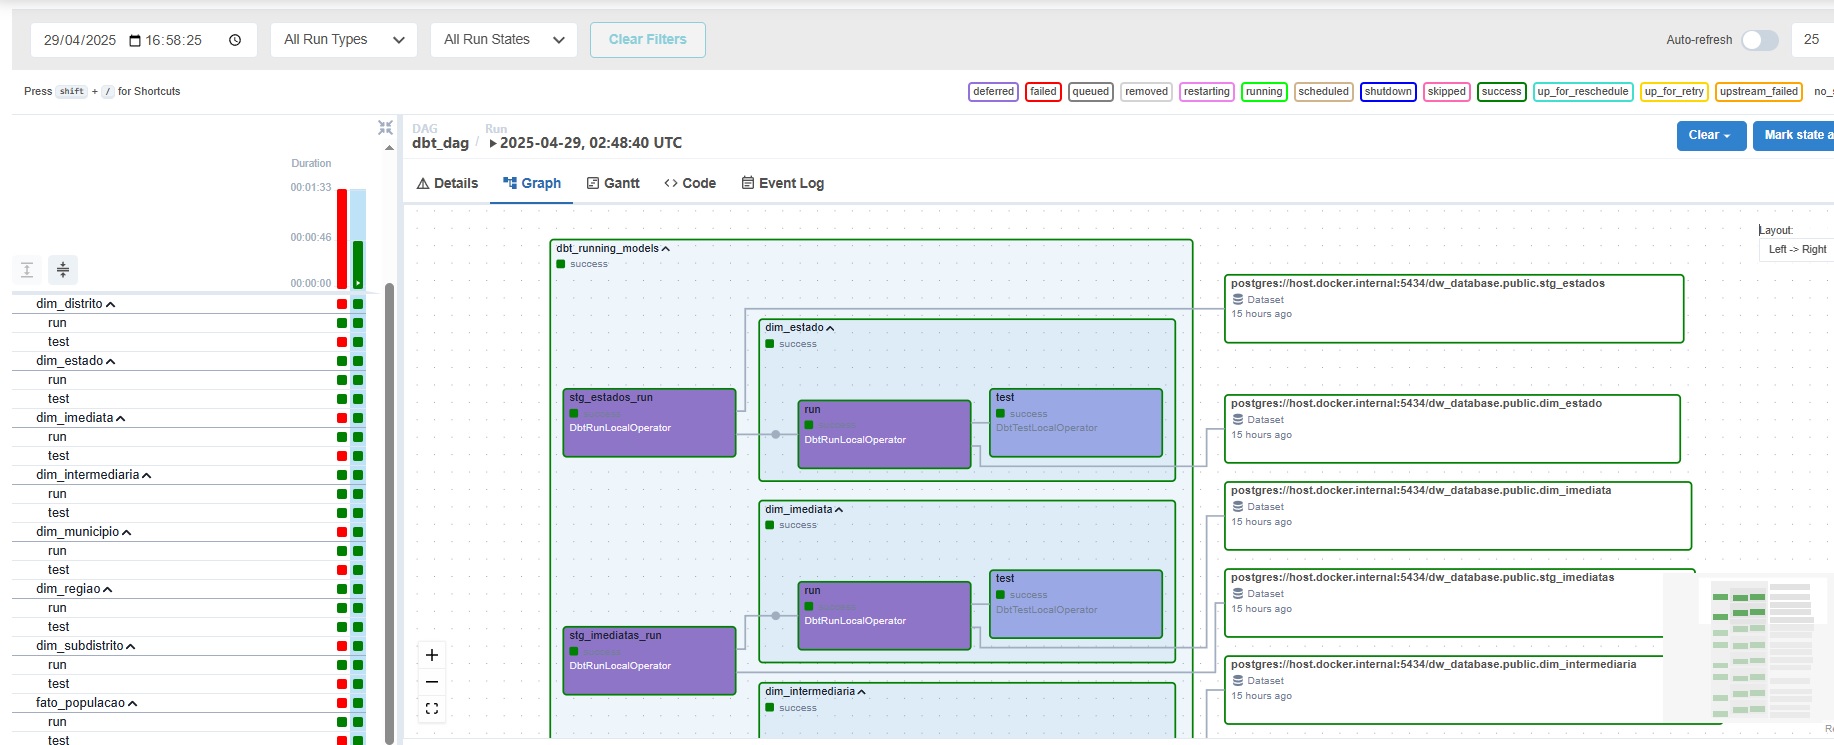 29/04/2025 16:58:25 All Run Types All Run States Clear Filters Auto-refresh 25
Press shift + / for Shortcuts
deferred failed queued removed restarting running scheduled shutdown skipped success up_for_reschedule up_for_retry upstream_failed
DAG
dbt_dag
/
Run
2025-04-29, 02:48:40 UTC
Clear
Mark state a
Details Graph Gantt Code Event Log
Duration
00:01:33
00:00:46
00:00:00
dim_distrito
run
test
dim_estado
run
test
dim_imediata
run
test
dim_intermediaria
run
test
dim_municipio
run
test
dim_regiao
run
test
dim_subdistrito
run
test
fato_populacao
run
test
Layout:
Left -> Right
dbt_running_models
success
stg_estados_run
success
DbtRunLocalOperator
dim_estado
success
run
success
DbtRunLocalOperator
test
success
DbtTestLocalOperator
dim_imediata
success
run
success
DbtRunLocalOperator
test
success
DbtTestLocalOperator
stg_imediatas_run
success
DbtRunLocalOperator
dim_intermediaria
success
postgres://host.docker.internal:5434/dw_database.public.stg_estados
Dataset
15 hours ago
postgres://host.docker.internal:5434/dw_database.public.dim_estado
Dataset
15 hours ago
postgres://host.docker.internal:5434/dw_database.public.dim_imediata
Dataset
15 hours ago
postgres://host.docker.internal:5434/dw_database.public.stg_imediatas
Dataset
15 hours ago
postgres://host.docker.internal:5434/dw_database.public.dim_intermediaria
Dataset
15 hours ago